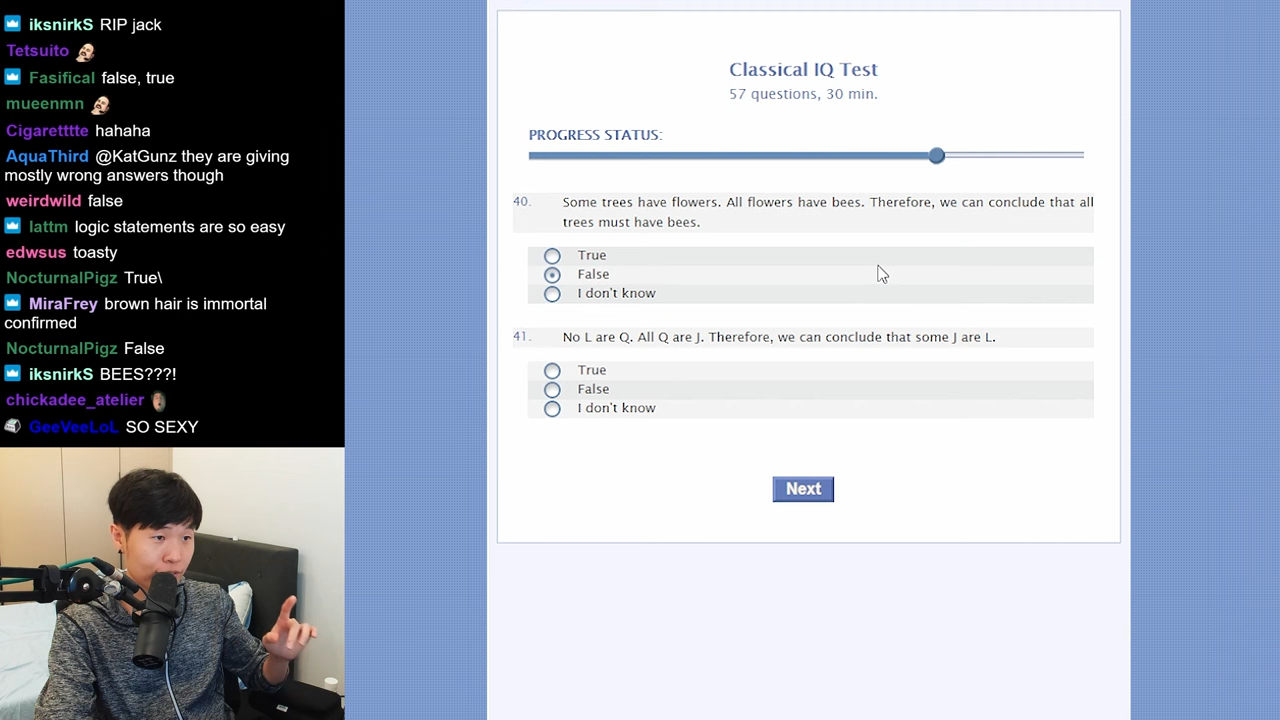 iksnirkS RIP jack
Tetsuito
Fasifical false, true
mueenmn
Cigaretttte hahaha
AquaThird @KatGunz they are giving
mostly wrong answers though
weirdwild false
lattm logic statements are so easy
edwsus toasty
NocturnalPigz True\
MiraFrey brown hair is immortal
confirmed
NocturnalPigz False
iksnirkS BEES???!
chickadee_atelier
GeeVeeLoL SO SEXY
Classical IQ Test
57 questions, 30 min.
PROGRESS STATUS:
40. Some trees have flowers. All flowers have bees. Therefore, we can conclude that all
trees must have bees.
True
False
I don't know
41. No L are Q. All Q are J. Therefore, we can conclude that some J are L.
True
False
I don't know
Next